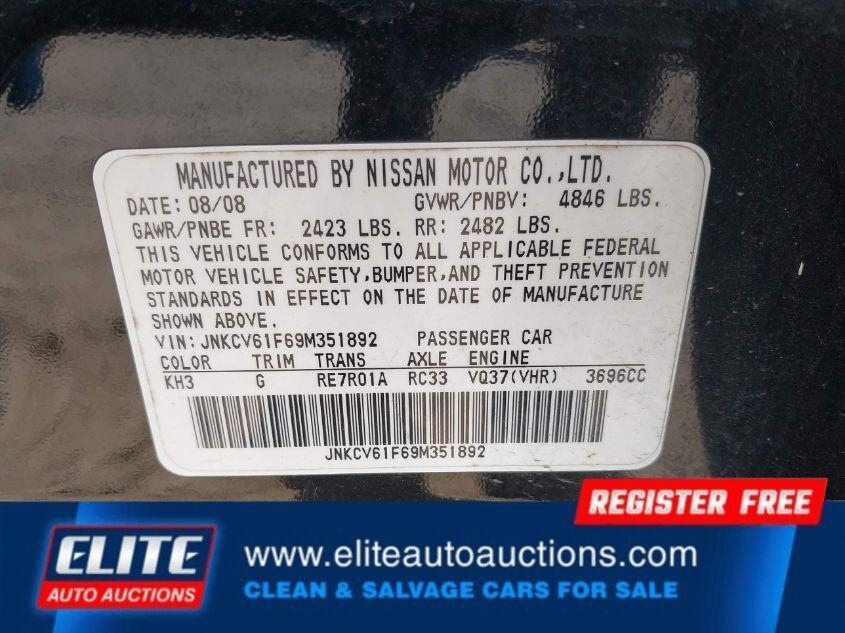 MANUFACTURED BY NISSAN MOTOR CO.,LTD.
DATE: 08/08 GVWR/PNBV: 4846 LBS.
GAWR/PNBE FR: 2423 LBS. RR: 2482 LBS.
THIS VEHICLE CONFORMS TO ALL APPLICABLE FEDERAL
MOTOR VEHICLE SAFETY,BUMPER,AND THEFT PREVENTION
STANDARDS IN EFFECT ON THE DATE OF MANUFACTURE
SHOWN ABOVE.
VIN: JNKCV61F69M351892 PASSENGER CAR
COLOR TRIM TRANS AXLE ENGINE
KH3 G RE7R01A RC33 VQ37(VHR) 3696CC
JNKCV61F69M351892
REGISTER FREE
ELITE
AUTO AUCTIONS
www.eliteautoauctions.com
CLEAN & SALVAGE CARS FOR SALE